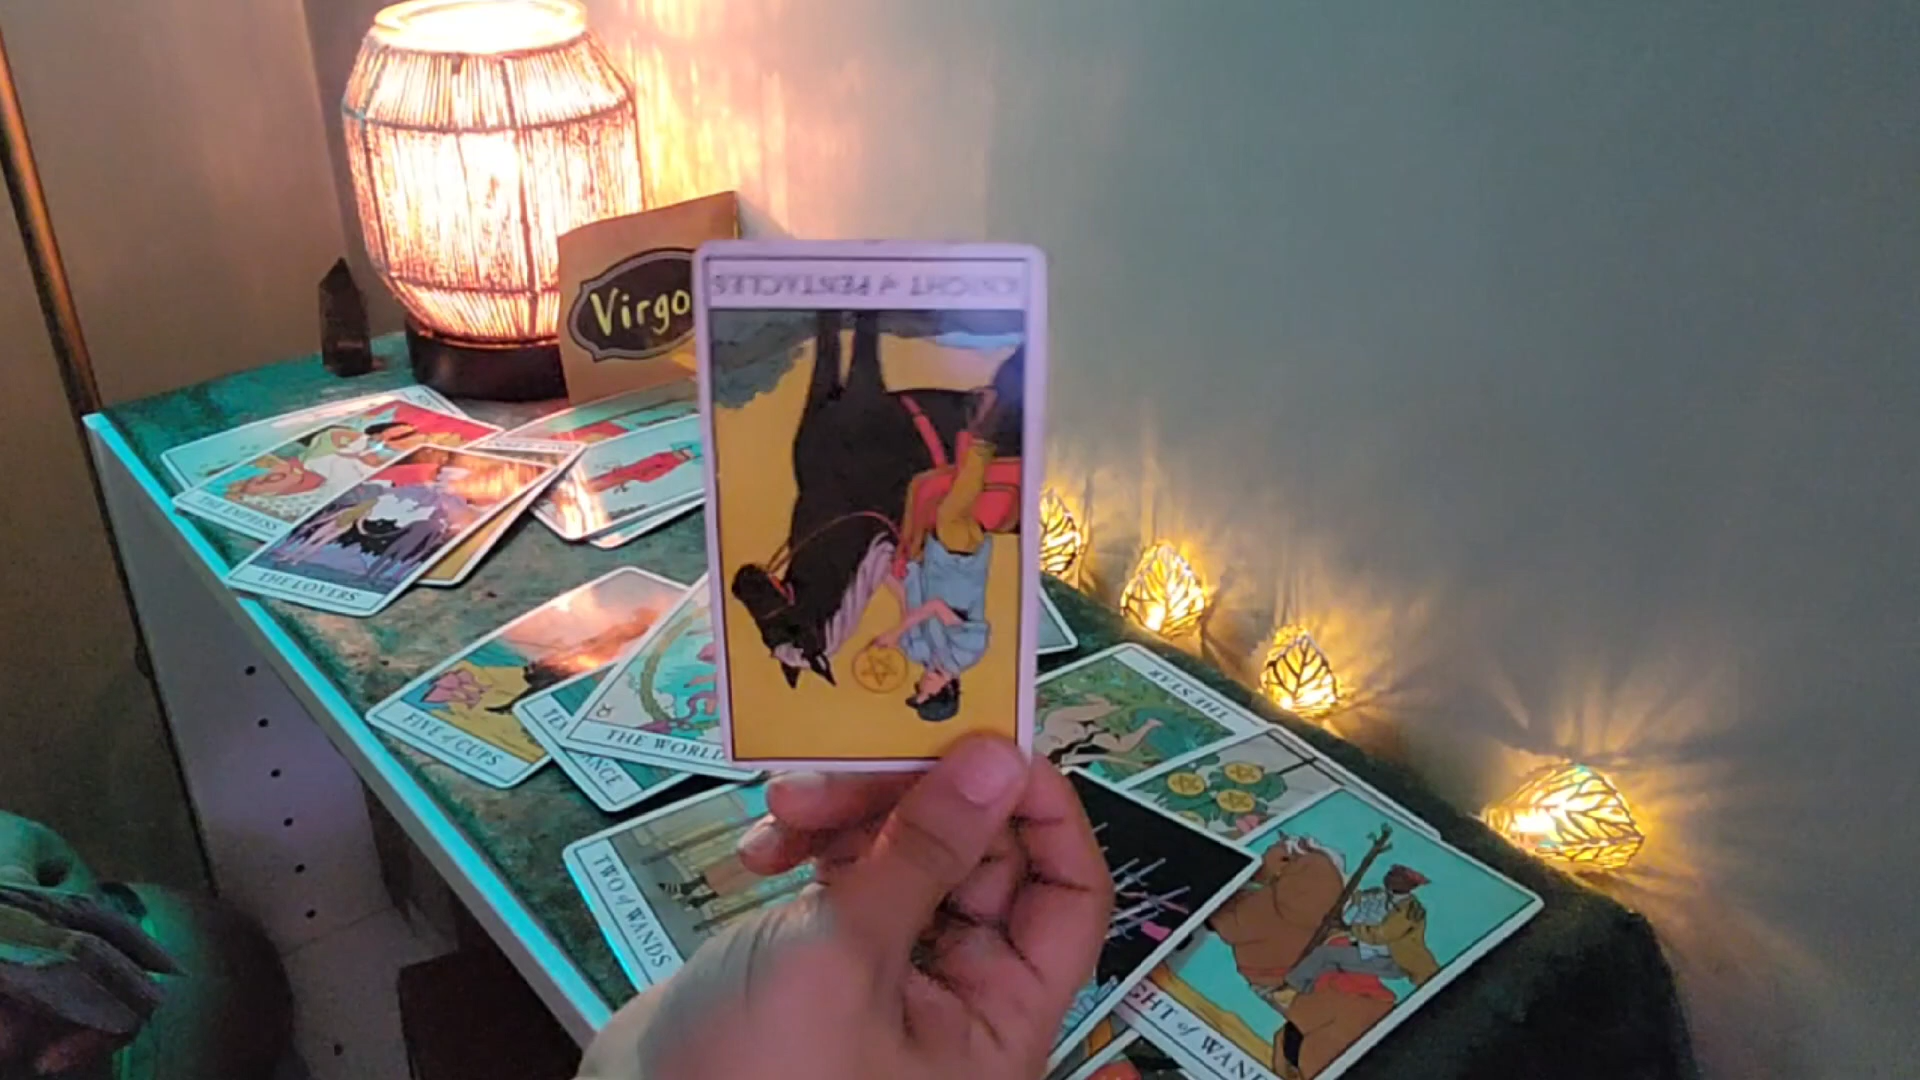 Virgo
KNIGHT of PENTACLES
THE EMPRESS
THE LOVERS
FIVE of CUPS
THE WORLD
THE STAR
TWO of WANDS